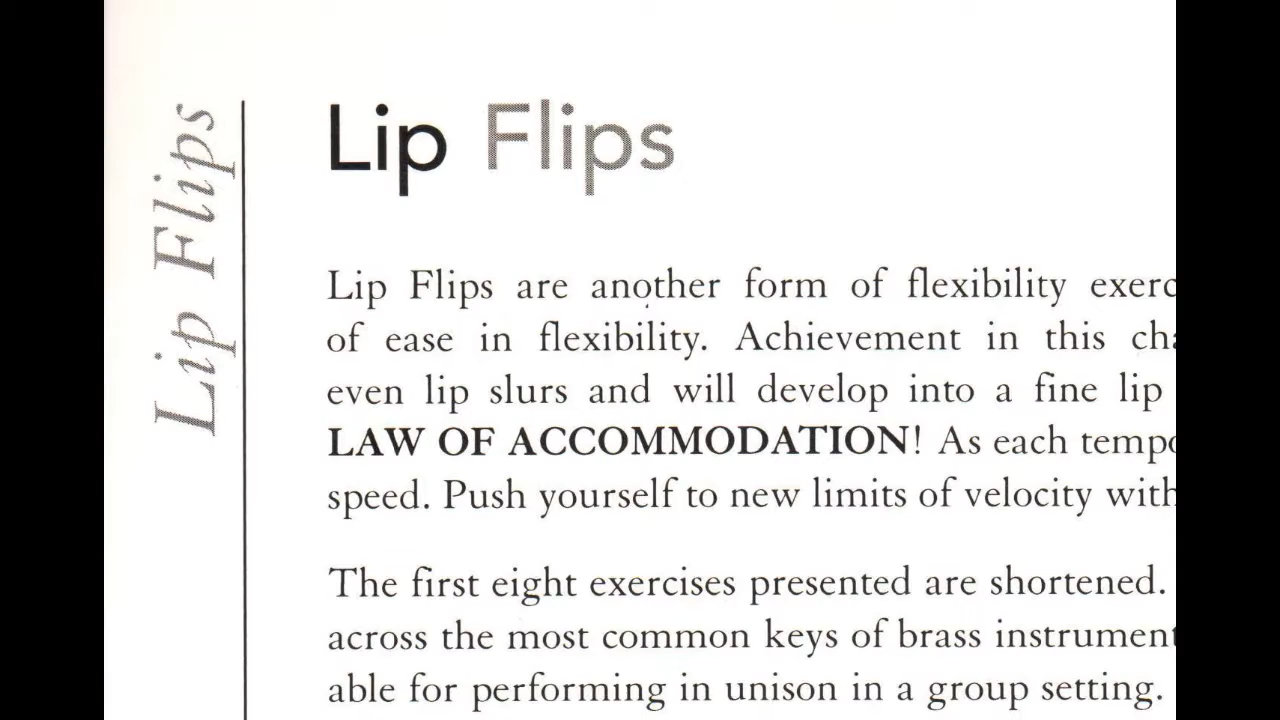 Lip Flips
Lip Flips
Lip Flips are another form of flexibility
of ease in flexibility. Achievement in this
even lip slurs and will develop into a fine lip
LAW OF ACCOMMODATION! As each tempo
speed. Push yourself to new limits of velocity with
The first eight exercises presented are shortened.
across the most common keys of brass instrument
able for performing in unison in a group setting.